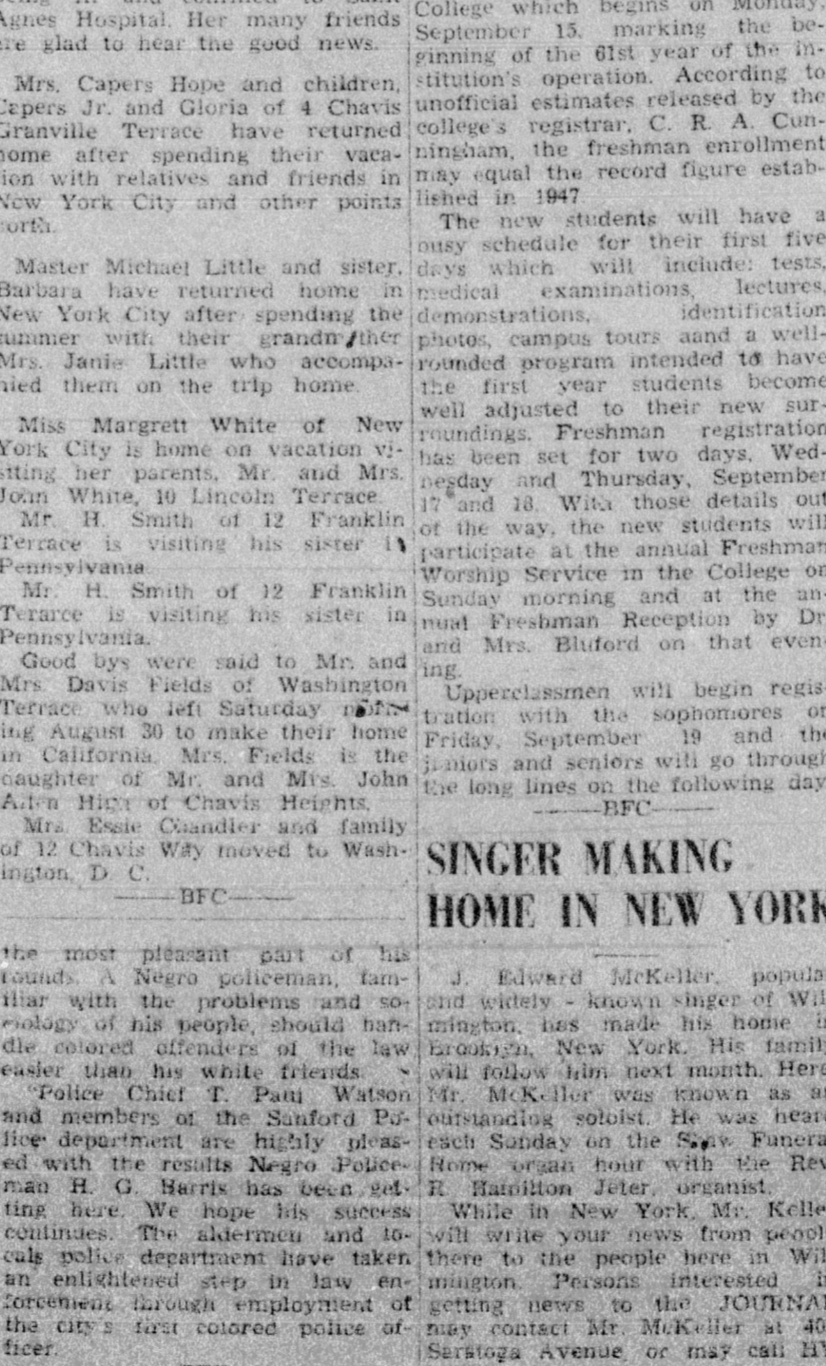 Agnes Hospital. Her many friends
are glad to hear the good news.
Mrs. Capers Hope and children,
Capers Jr. and Gloria of 4 Chavis
Granville Terrace have returned
home after spending their vaca-
ion with relatives and friends in
New York City and other points
north.
Master Michael Little and sister,
Barbara have returned home in
New York City after spending the
summer with their grandm ther
Mrs. Janie Little who accompa-
nied them on the trip home.
Miss Margrett White of New
York City is home on vacation vi-
siting her parents, Mr. and Mrs.
John White, 10 Lincoln Terrace.
Mr. H. Smith of 12 Franklin
Terrace is visiting his sister in
Pennsylvania
Mr. H. Smith of 12 Franklin
Terarce is visiting his sister in
Pennsylvania.
Good bys were said to Mr. and
Mrs. Davis Fields of Washington
Terrace who left Saturday
ing August 30 to make their home
in California. Mrs. Fields is the
daughter of Mr. and Mrs. John
of Chavis Heights.
Mrs. Essie Chandler and family
of 12 Chavis Way moved to Wash-
ington, D. C.
——BFC——
the most pleasant part of his
rounds. A Negro policeman, fam-
iliar with the problems and so-
ciology of his people, should han-
dle colored offenders of the law
easier than his white friends.
"Police Chief T. Paul Watson
and members of the Sanford Po-
lice department are highly pleas-
ed with the results Negro Police-
man H. G. Harris has been get-
ting here. We hope his success
continues. The aldermen and lo-
cals police department have taken
an enlightened step in law en-
forcement through employment of
the city's first colored police of-
ficer.
College which begins on Monday,
September 15, marking the be-
ginning of the 61st year of the in-
stitution's operation. According to
unofficial estimates released by the
college's registrar, C. R. A. Cun-
ningham, the freshman enrollment
may equal the record figure estab-
lished in 1947
The new students will have a
busy schedule for their first five
days which will include: tests,
medical examinations, lectures,
demonstrations, identification
photos, campus tours aand a well-
rounded program intended to have
the first year students become
well adjusted to their new sur-
roundings. Freshman registration
has been set for two days, Wed-
nesday and Thursday, September
17 and 18. With those details out
of the way, the new students will
participate at the annual Freshman
Worship Service in the College on
Sunday morning and at the an-
nual Freshman Reception by Dr.
and Mrs. Bluford on that even-
ing.
Upperclassmen will begin regis-
tration with the sophomores on
Friday, September 19 and the
juniors and seniors will go through
the long lines on the following day
——BFC——
SINGER MAKING
HOME IN NEW YORK
J. Edward McKeller, popula
and widely - known singer of Wil
mington, has made his home in
Brooklyn, New York. His family
will follow him next month. Here
Mr. McKeller was known as an
outstanding soloist. He was heard
each Sunday on the Funera
Home organ hour with the Rev
R. Hamilton Jeter, organist.
While in New York, Mr. Kelle
will write your news from peopl
there to the people here in Wil
mington. Persons interested in
getting news to the JOURNAL
may contact Mr. McKeller at 40
Saratoga Avenue, or may call HY